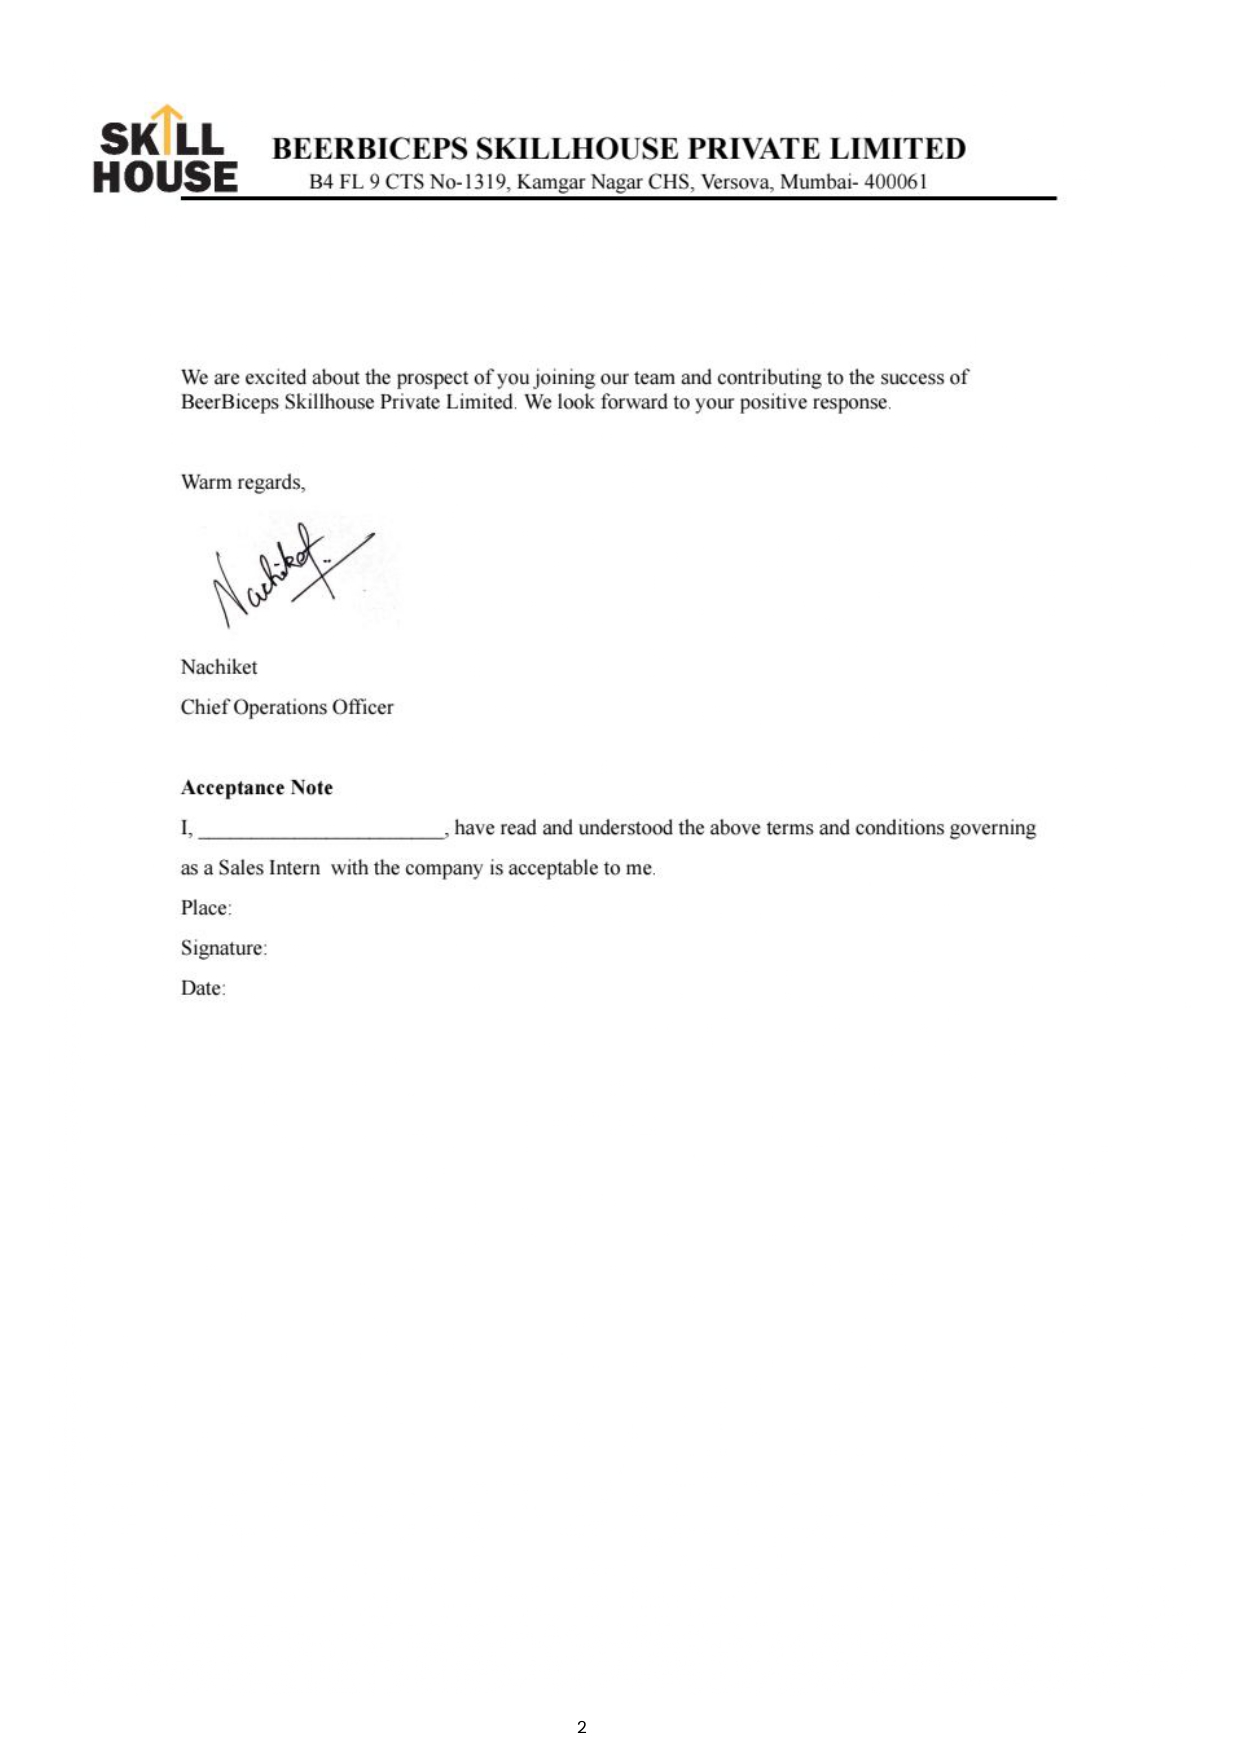 SKILL
HOUSE
BEERBICEPS SKILLHOUSE PRIVATE LIMITED
B4 FL 9 CTS No-1319, Kamgar Nagar CHS, Versova, Mumbai- 400061
We are excited about the prospect of you joining our team and contributing to the success of
BeerBiceps Skillhouse Private Limited. We look forward to your positive response.
Warm regards,
Nachiket
Nachiket
Chief Operations Officer
Acceptance Note
I, _______________________, have read and understood the above terms and conditions governing
as a Sales Intern  with the company is acceptable to me.
Place:
Signature:
Date:
2